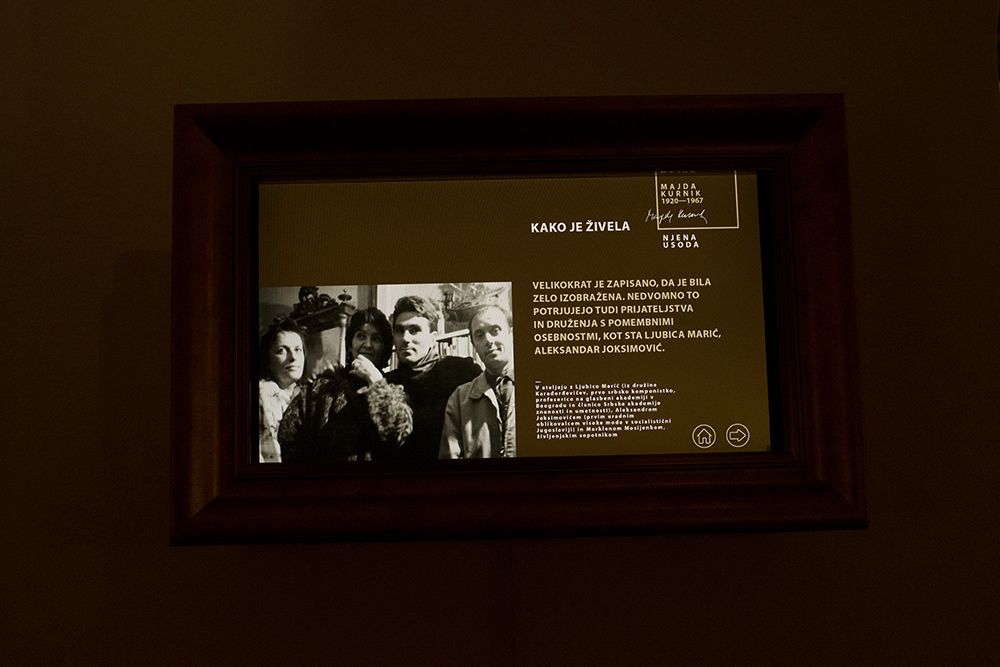 MAJDA
KURNIK
1920—1967
Majda Kurnik
NJENA
USODA
KAKO JE ŽIVELA
VELIKOKRAT JE ZAPISANO, DA JE BILA
ZELO IZOBRAŽENA. NEDVOMNO TO
POTRJUJEJO TUDI PRIJATELJSTVA
IN DRUŽENJA S POMEMBNIMI
OSEBNOSTMI, KOT STA LJUBICA MARIĆ,
ALEKSANDAR JOKSIMOVIĆ.
V ateljeju z Ljubico Marić (iz družine
Karađorđevićev, prvo srbsko komponistko,
profesorico na glasbeni akademiji v
Beogradu in članico Srbske akademije
znanosti in umetnosti), Aleksandrom
Joksimovićem (prvim uradnim
oblikovalcem visoke mode v socialistični
Jugoslaviji) in Marklenom Mosijenkom,
življenjskim sopotnikom